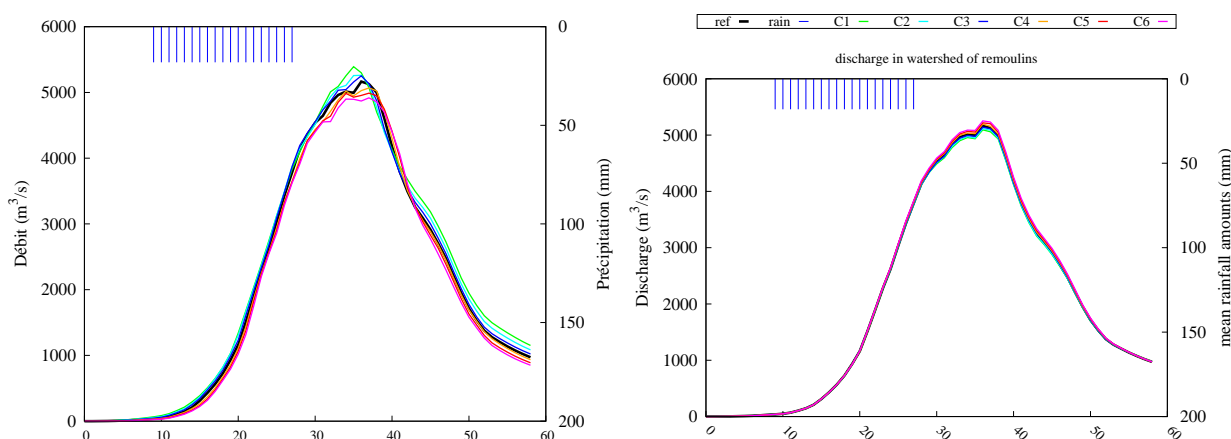 ref rain C1 C2 C3 C4 C5 C6
discharge in watershed of remoulins
6000 0
5000
50
4000
3000 100
2000
150
1000
0 200
0 10 20 30 40 50 60
Débit (m³/s)
Précipitation (mm)
6000 0
5000
50
4000
3000 100
2000
150
1000
0 200
0 10 20 30 40 50 60
Discharge (m³/s)
mean rainfall amounts (mm)